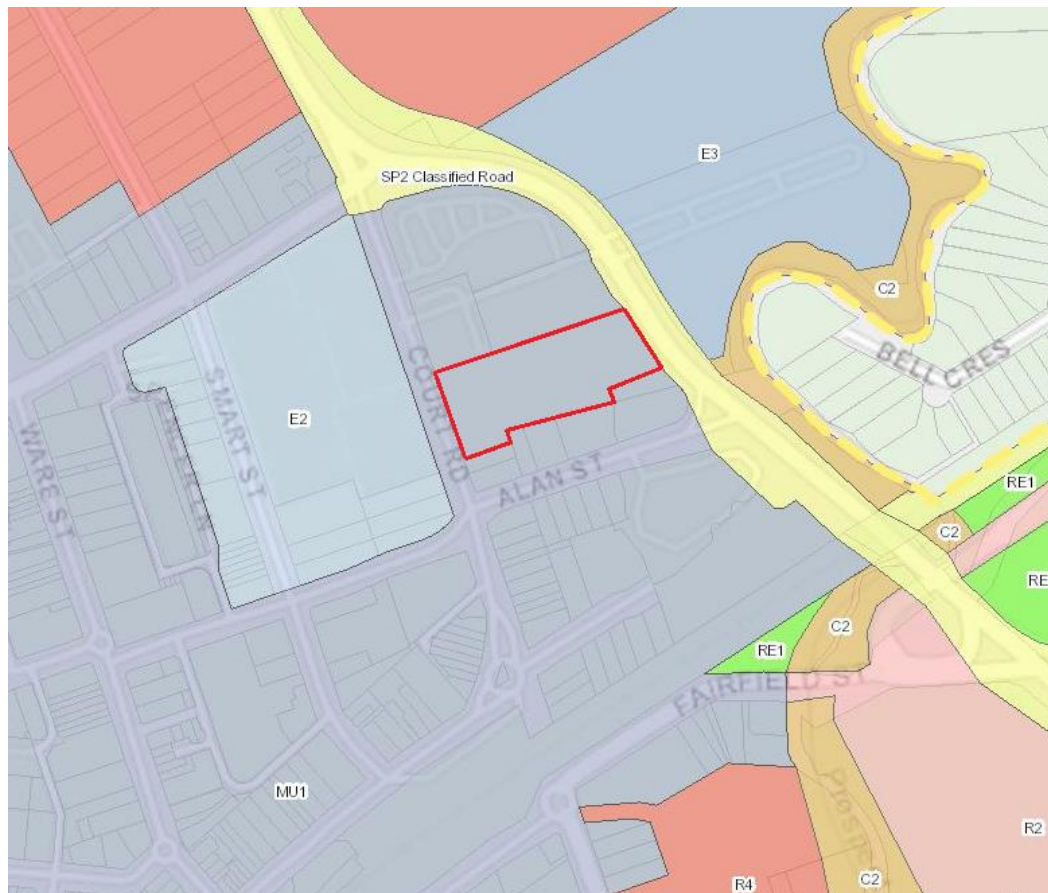 SP2 Classified Road
E3
C2
BELL CRES
COURT RD
E2
SMART ST
WARE ST
ALAN ST
RE1
C2
RE
C2
RE1
FAIRFIELD ST
MU1
R2
R4
C2